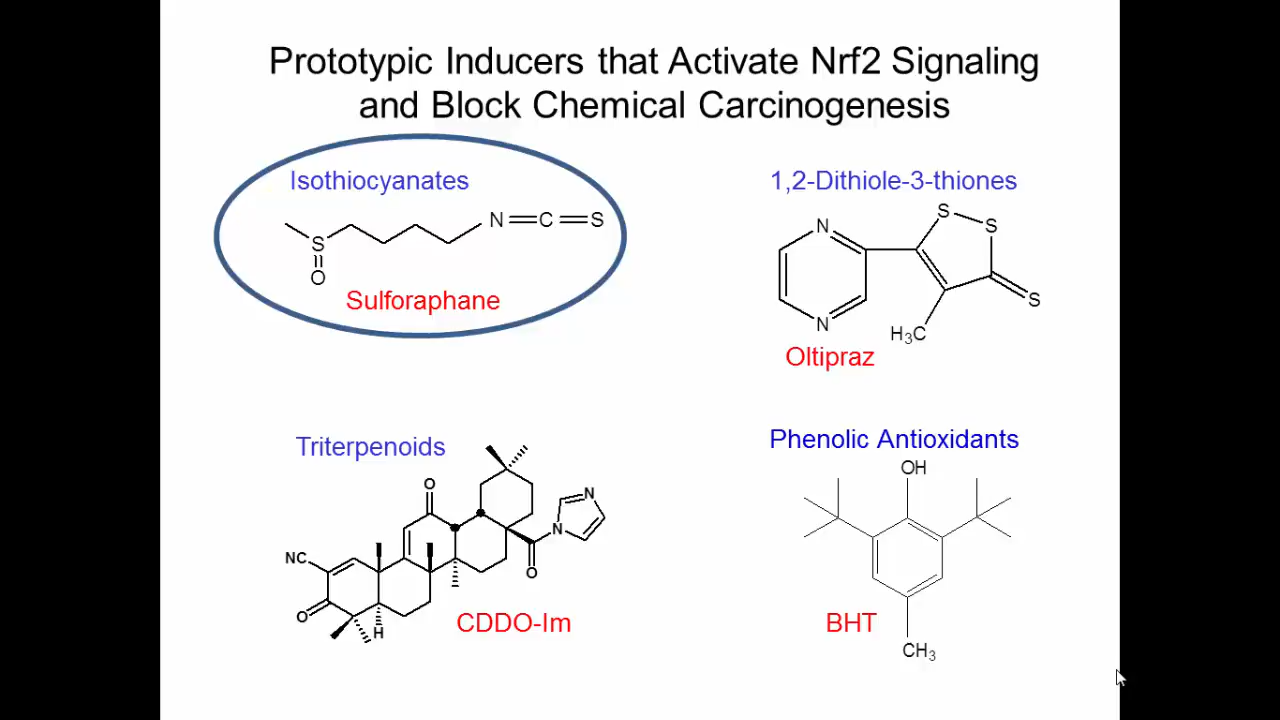 Prototypic Inducers that Activate Nrf2 Signaling
and Block Chemical Carcinogenesis
Isothiocyanates
N C S
S
O
Sulforaphane
1,2-Dithiole-3-thiones
S
S
N
S
N
H₃C
Oltipraz
Triterpenoids
O
N
N
NC
O
O
H
CDDO-Im
Phenolic Antioxidants
OH
BHT
CH₃